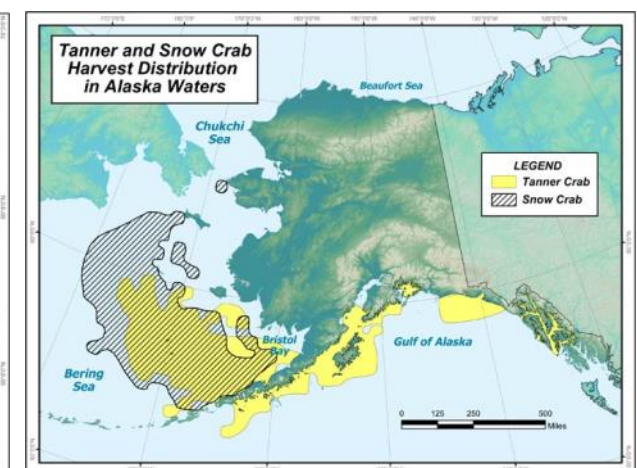 Tanner and Snow Crab
Harvest Distribution
in Alaska Waters
Beaufort Sea
Chukchi
Sea
LEGEND
Tanner Crab
Snow Crab
Bristol
Bay
Gulf of Alaska
Bering
Sea
0 125 250 500
Miles